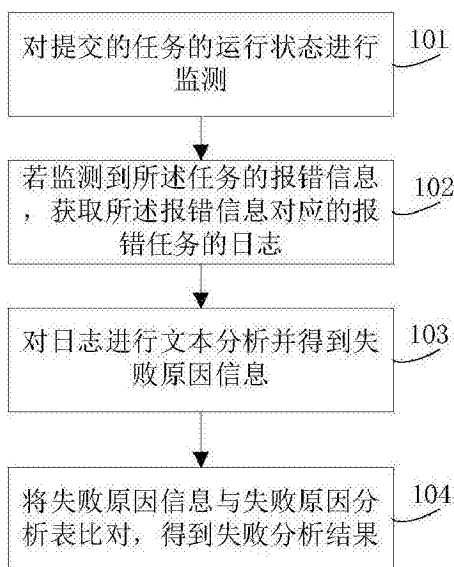 对提交的任务的运行状态进行
监测
101
若监测到所述任务的报错信息
,获取所述报错信息对应的报
错任务的日志
102
对日志进行文本分析并得到失
败原因信息
103
将失败原因信息与失败原因分
析表比对,得到失败分析结果
104